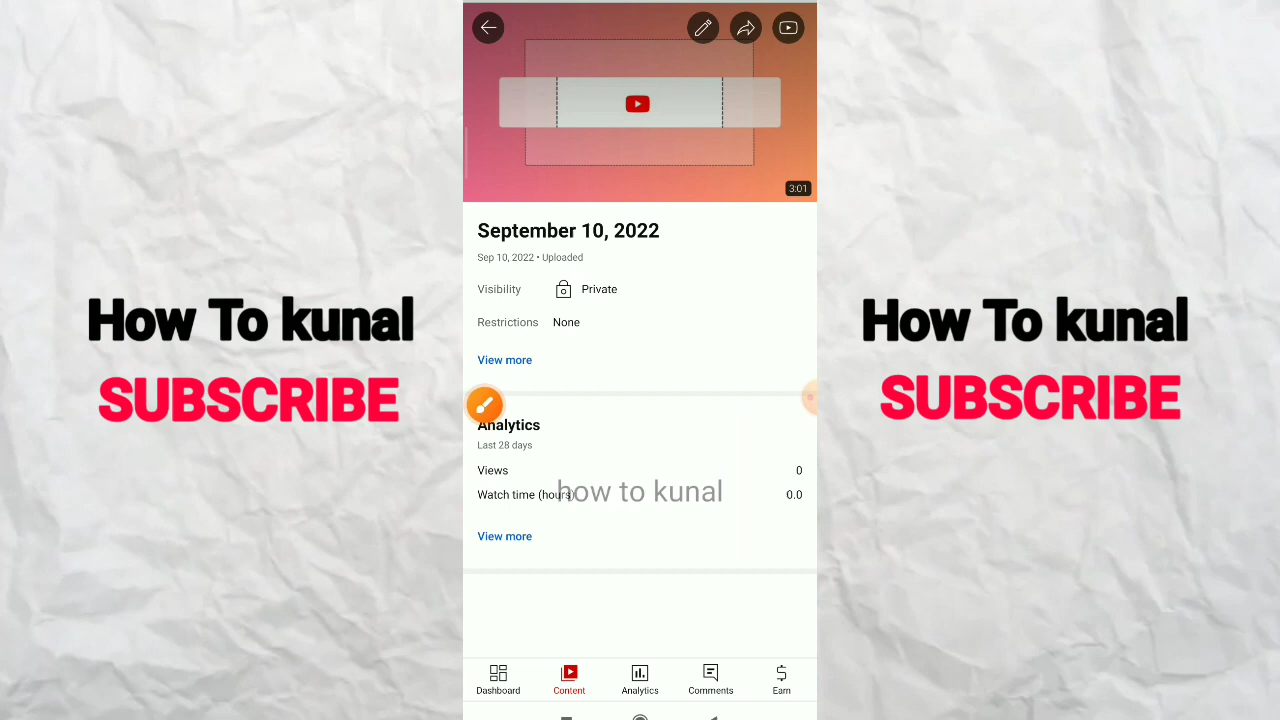 3:01
September 10, 2022
Sep 10, 2022 • Uploaded
Visibility Private
Restrictions None
View more
How To kunal
SUBSCRIBE
How To kunal
SUBSCRIBE
Analytics
Last 28 days
Views 0
Watch time (hours) 0.0
how to kunal
View more
Dashboard Content Analytics Comments Earn